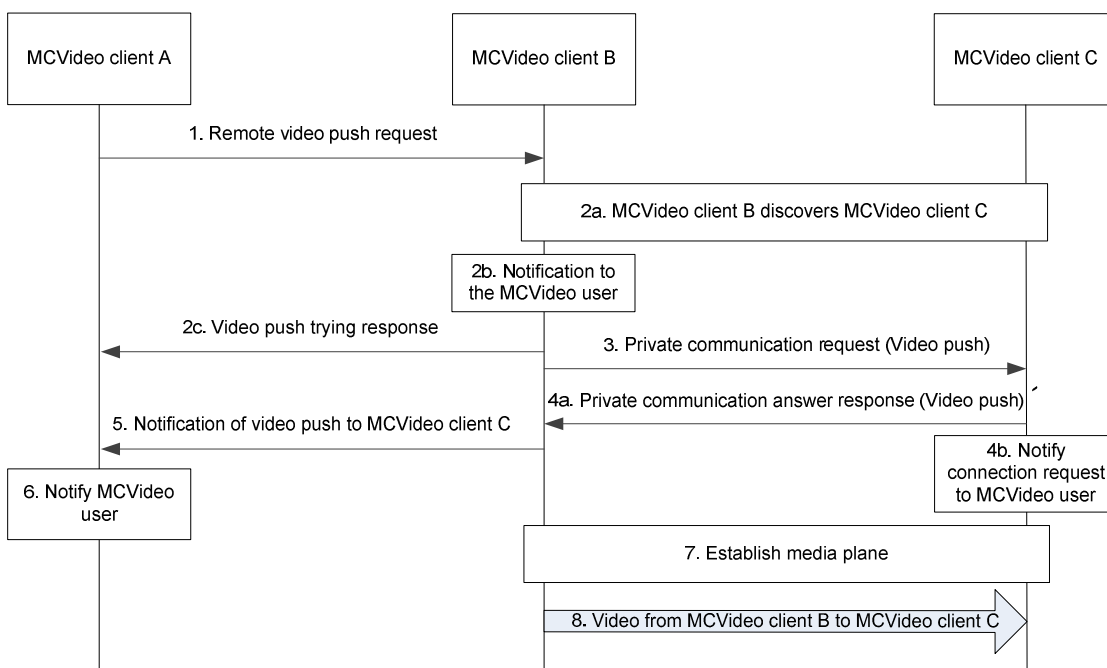 MCVideo client A
MCVideo client B
MCVideo client C
1. Remote video push request
2a. MCVideo client B discovers MCVideo client C
2b. Notification to
the MCVideo user
2c. Video push trying response
3. Private communication request (Video push)
4a. Private communication answer response (Video push)
5. Notification of video push to MCVideo client C
4b. Notify
connection request
to MCVideo user
6. Notify MCVideo
user
7. Establish media plane
8. Video from MCVideo client B to MCVideo client C